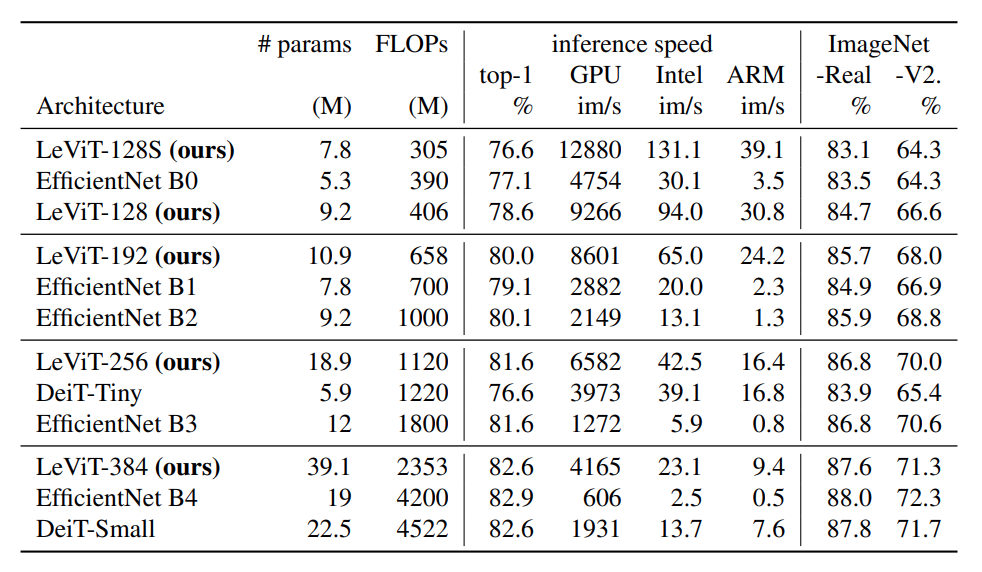 # params FLOPs inference speed ImageNet
top-1 GPU Intel ARM -Real -V2.
Architecture (M) (M) % im/s im/s im/s % %
LeViT-128S (ours) 7.8 305 76.6 12880 131.1 39.1 83.1 64.3
EfficientNet B0 5.3 390 77.1 4754 30.1 3.5 83.5 64.3
LeViT-128 (ours) 9.2 406 78.6 9266 94.0 30.8 84.7 66.6
LeViT-192 (ours) 10.9 658 80.0 8601 65.0 24.2 85.7 68.0
EfficientNet B1 7.8 700 79.1 2882 20.0 2.3 84.9 66.9
EfficientNet B2 9.2 1000 80.1 2149 13.1 1.3 85.9 68.8
LeViT-256 (ours) 18.9 1120 81.6 6582 42.5 16.4 86.8 70.0
DeiT-Tiny 5.9 1220 76.6 3973 39.1 16.8 83.9 65.4
EfficientNet B3 12 1800 81.6 1272 5.9 0.8 86.8 70.6
LeViT-384 (ours) 39.1 2353 82.6 4165 23.1 9.4 87.6 71.3
EfficientNet B4 19 4200 82.9 606 2.5 0.5 88.0 72.3
DeiT-Small 22.5 4522 82.6 1931 13.7 7.6 87.8 71.7